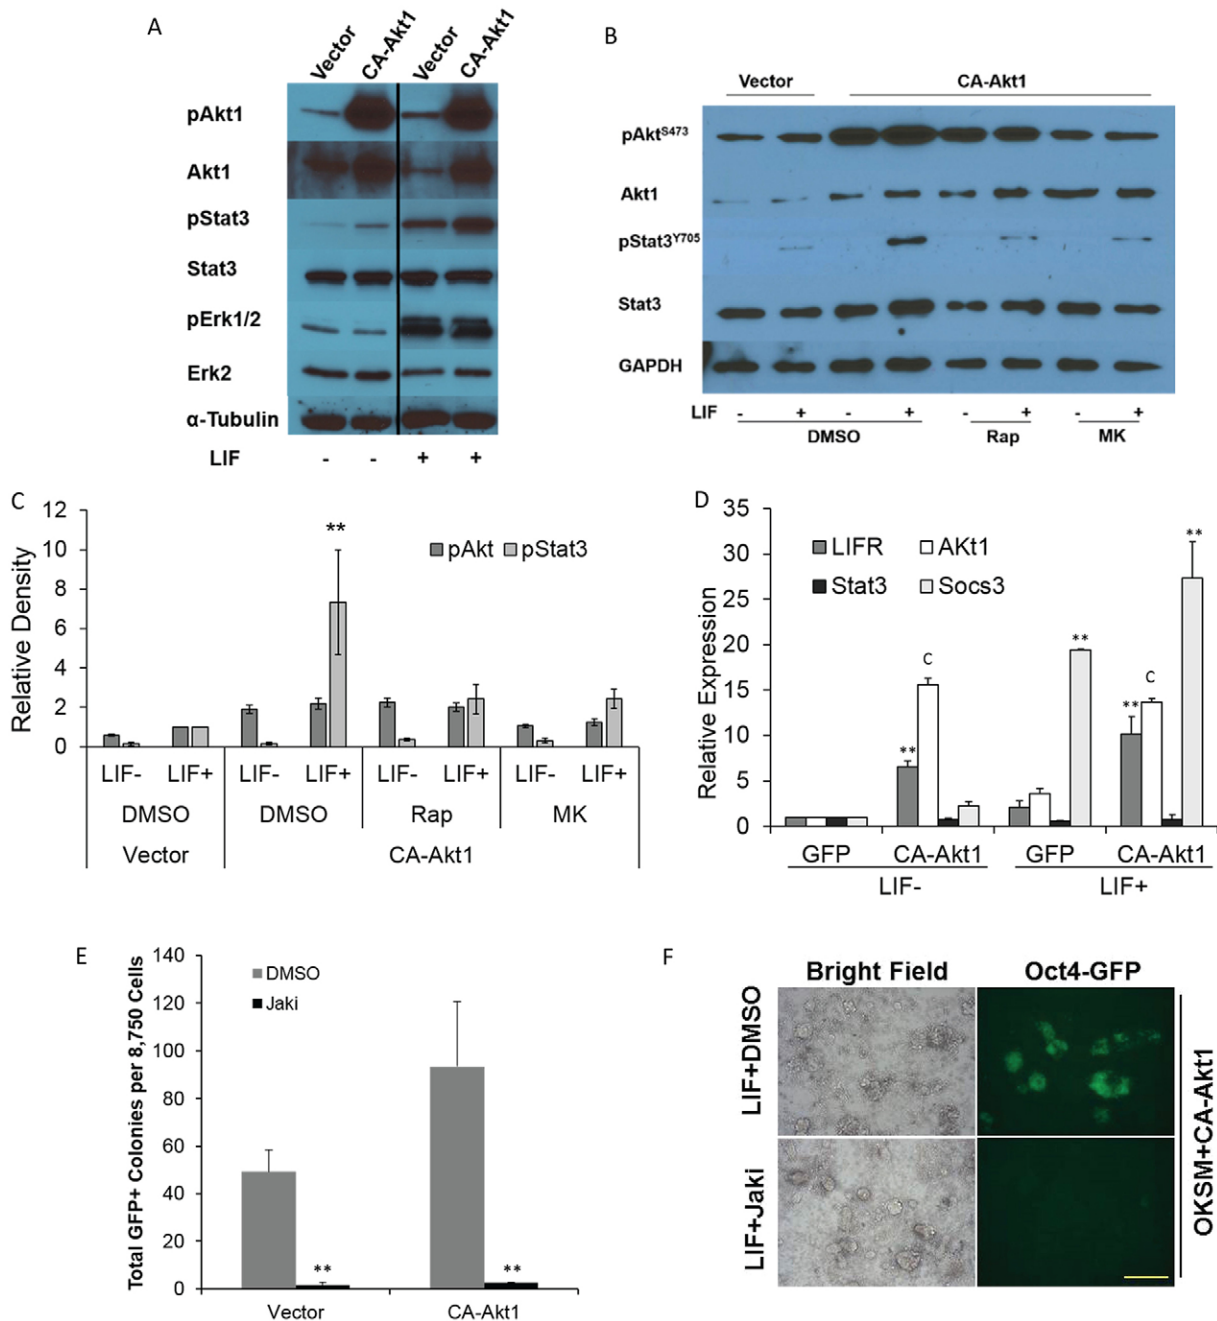 A
Vector
CA-Akt1
Vector
CA-Akt1
pAkt1
Akt1
pStat3
Stat3
pErk1/2
Erk2
α-Tubulin
LIF - - + +
B
Vector CA-Akt1
pAktS473
Akt1
pStat3Y705
Stat3
GAPDH
LIF - + - + - + - +
DMSO Rap MK
C
12
10
8
6
4
2
0
Relative Density
**
pAkt pStat3
LIF- LIF+ LIF- LIF+ LIF- LIF+ LIF- LIF+
DMSO DMSO Rap MK
Vector CA-Akt1
D
35
30
25
20
15
10
5
0
Relative Expression
LIFR AKt1
Stat3 Socs3
** C ** ** C **
GFP CA-Akt1 GFP CA-Akt1
LIF- LIF+
E
140
120
100
80
60
40
20
0
Total GFP+ Colonies per 8,750 Cells
DMSO
Jaki
** **
Vector CA-Akt1
F
Bright Field Oct4-GFP
LIF+DMSO
LIF+Jaki
OKSM+CA-Akt1